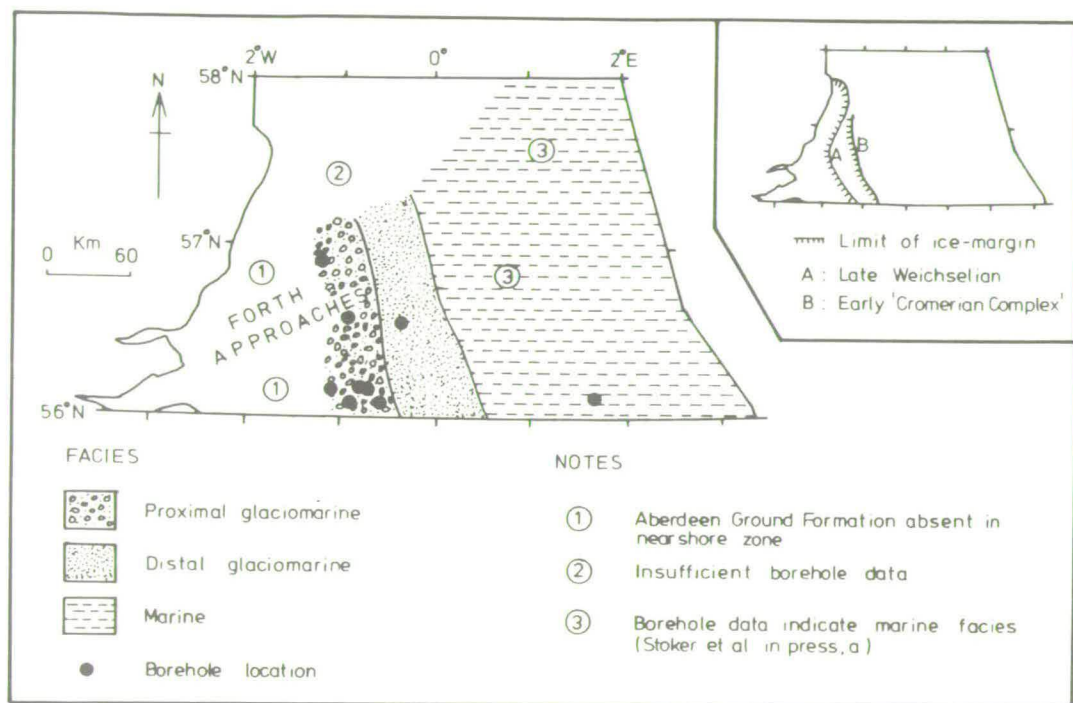 2°W
0°
2°E
58°N
N
3
2
57°N
0 Km 60
1
FORTH
APPROACHES
3
1
56°N
A
B
Limit of ice-margin
A : Late Weichselian
B : Early 'Cromerian Complex'
FACIES
Proximal glaciomarine
Distal glaciomarine
Marine
Borehole location
NOTES
1 Aberdeen Ground Formation absent in
nearshore zone
2 Insufficient borehole data
3 Borehole data indicate marine facies
(Stoker et al in press, a)